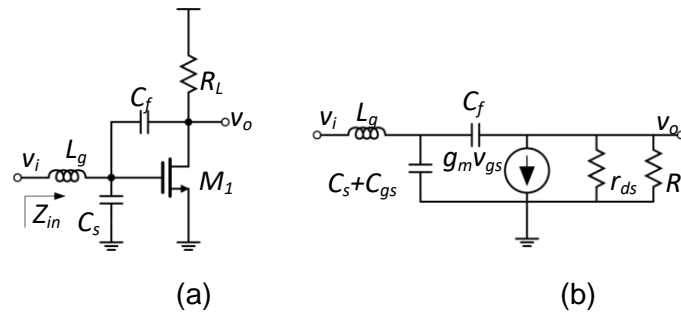 R_L
C_f
v_o
v_i
L_g
M_1
Z_in
C_s
(a)
v_i
L_g
C_f
v_o
C_s+C_gs
g_m v_gs
r_ds
R
(b)